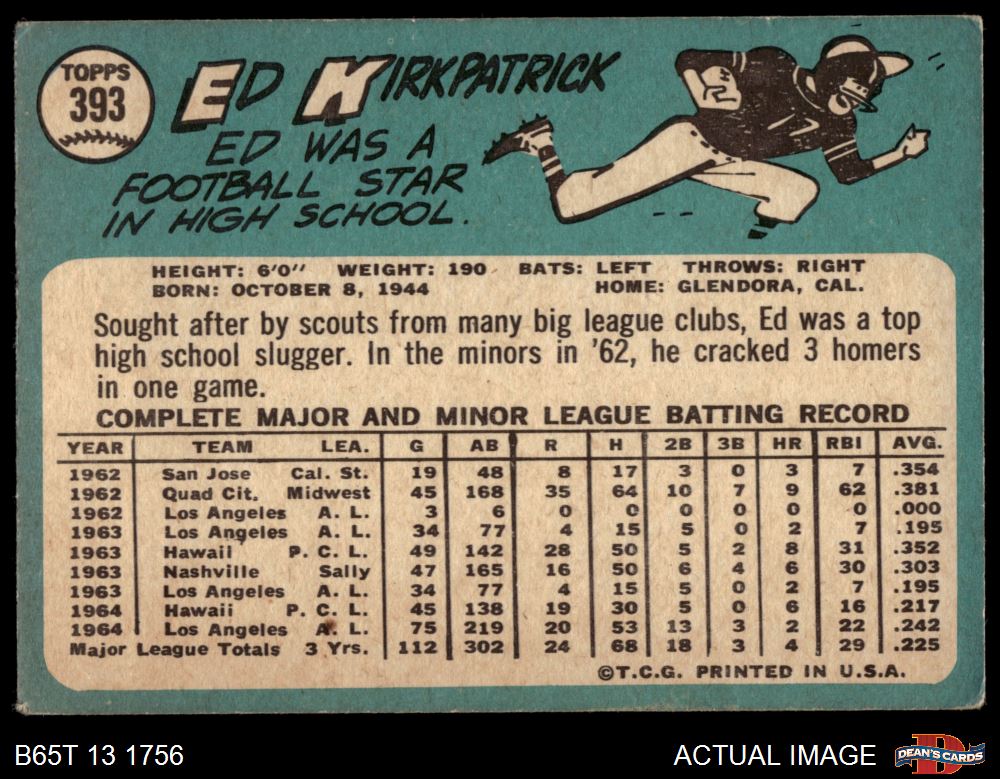 TOPPS
393
ED KIRKPATRICK
ED WAS A
FOOTBALL STAR
IN HIGH SCHOOL.
17
HEIGHT: 6'0" WEIGHT: 190 BATS: LEFT THROWS: RIGHT
BORN: OCTOBER 8, 1944 HOME: GLENDORA, CAL.
Sought after by scouts from many big league clubs, Ed was a top
high school slugger. In the minors in '62, he cracked 3 homers
in one game.
COMPLETE MAJOR AND MINOR LEAGUE BATTING RECORD
YEAR TEAM LEA. G AB R H 2B 3B HR RBI AVG.
1962 San Jose Cal. St. 19 48 8 17 3 0 3 7 .354
1962 Quad Cit. Midwest 45 168 35 64 10 7 9 62 .381
1962 Los Angeles A. L. 3 6 0 0 0 0 0 0 .000
1963 Los Angeles A. L. 34 77 4 15 5 0 2 7 .195
1963 Hawaii P. C. L. 49 142 28 50 5 2 8 31 .352
1963 Nashville Sally 47 165 16 50 6 4 6 30 .303
1963 Los Angeles A. L. 34 77 4 15 5 0 2 7 .195
1964 Hawaii P. C. L. 45 138 19 30 5 0 6 16 .217
1964 Los Angeles A. L. 75 219 20 53 13 3 2 22 .242
Major League Totals 3 Yrs. 112 302 24 68 18 3 4 29 .225
©T.C.G. PRINTED IN U.S.A.
B65T 13 1756
ACTUAL IMAGE
DEAN'S CARDS